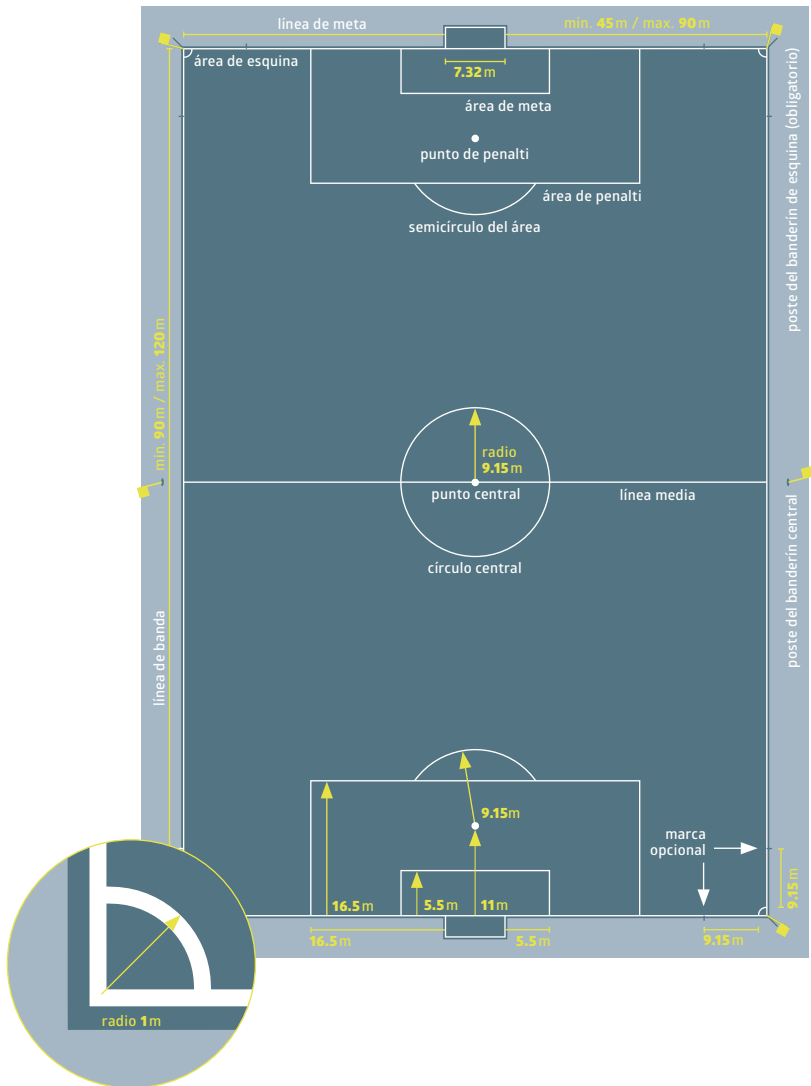 línea de meta
min. 45 m / max. 90 m
área de esquina
7.32 m
área de meta
punto de penalti
área de penalti
semicírculo del área
poste del banderín de esquina (obligatorio)
min. 90 m / max. 120 m
radio
9.15 m
punto central
línea media
círculo central
poste del banderín central
línea de banda
9.15m
marca
opcional
9.15 m
16.5 m
5.5 m
11 m
16.5 m
5.5 m
9.15 m
radio 1 m